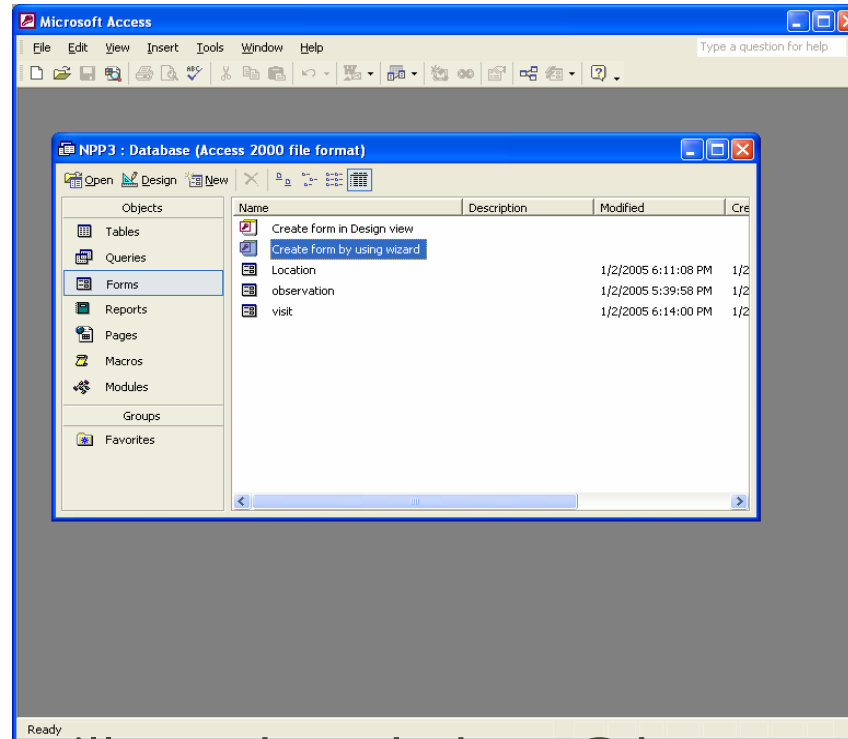 Microsoft Access
File Edit View Insert Tools Window Help
Type a question for help
NPP3 : Database (Access 2000 file format)
Open Design New
Objects
Tables
Queries
Forms
Reports
Pages
Macros
Modules
Groups
Favorites
Name Description Modified Cre
Create form in Design view
Create form by using wizard
Location 1/2/2005 6:11:08 PM 1/2
observation 1/2/2005 5:39:58 PM 1/2
visit 1/2/2005 6:14:00 PM 1/2
Ready